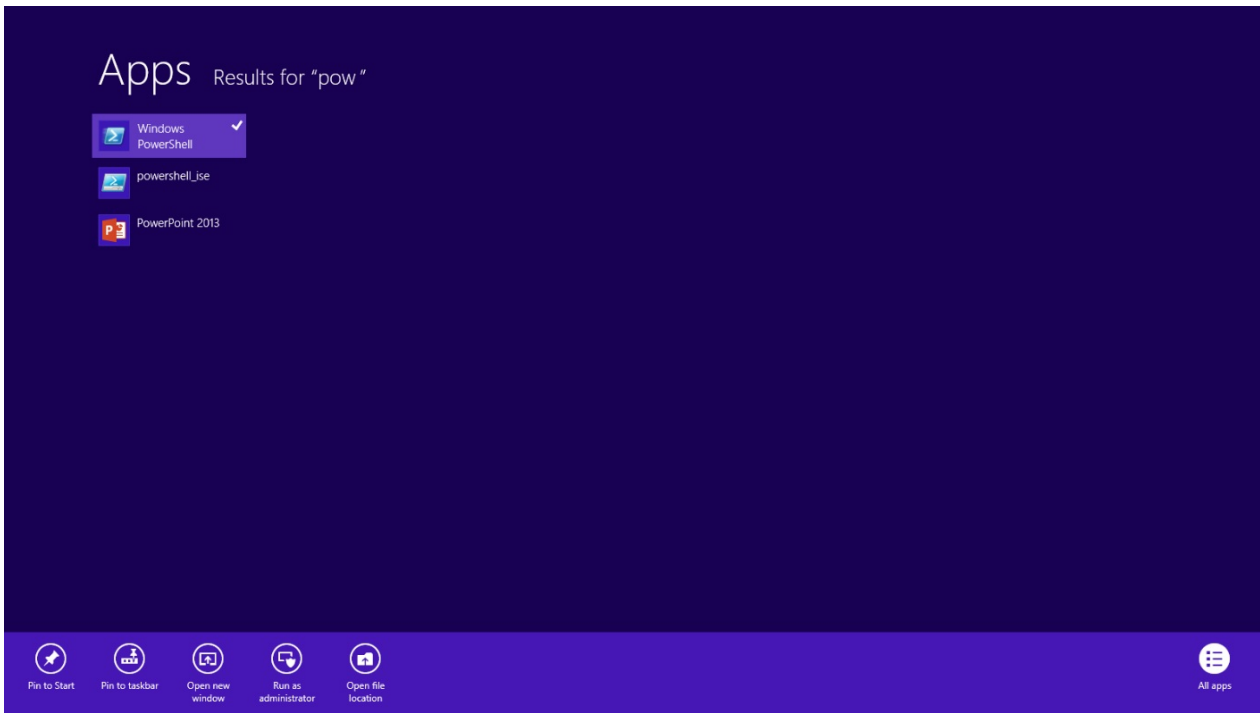 Apps Results for “pow”
Windows
PowerShell
powershell_ise
PowerPoint 2013
Pin to Start
Pin to taskbar
Open new
window
Run as
administrator
Open file
location
All apps